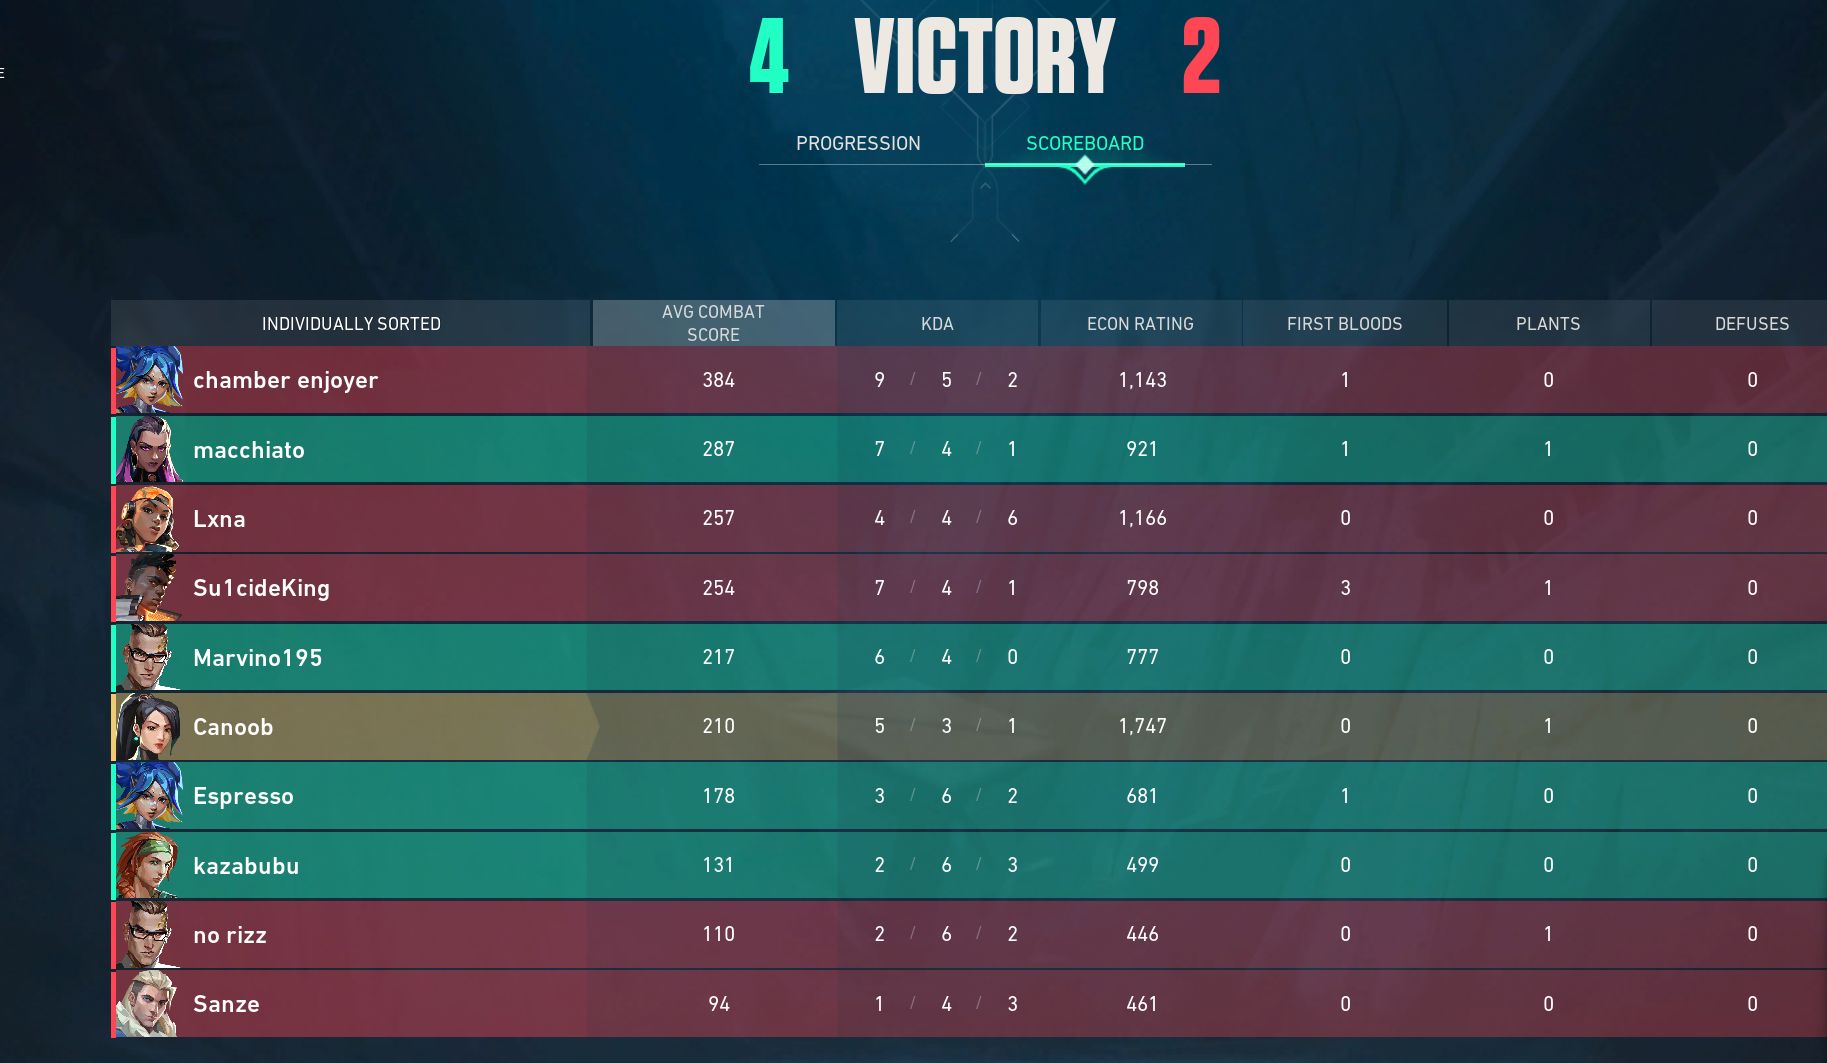 4 VICTORY 2
E
PROGRESSION SCOREBOARD
INDIVIDUALLY SORTED AVG COMBAT SCORE KDA ECON RATING FIRST BLOODS PLANTS DEFUSES
chamber enjoyer 384 9 / 5 / 2 1,143 1 0 0
macchiato 287 7 / 4 / 1 921 1 1 0
Lxna 257 4 / 4 / 6 1,166 0 0 0
Su1cideKing 254 7 / 4 / 1 798 3 1 0
Marvino195 217 6 / 4 / 0 777 0 0 0
Canoob 210 5 / 3 / 1 1,747 0 1 0
Espresso 178 3 / 6 / 2 681 1 0 0
kazabubu 131 2 / 6 / 3 499 0 0 0
no rizz 110 2 / 6 / 2 446 0 1 0
Sanze 94 1 / 4 / 3 461 0 0 0